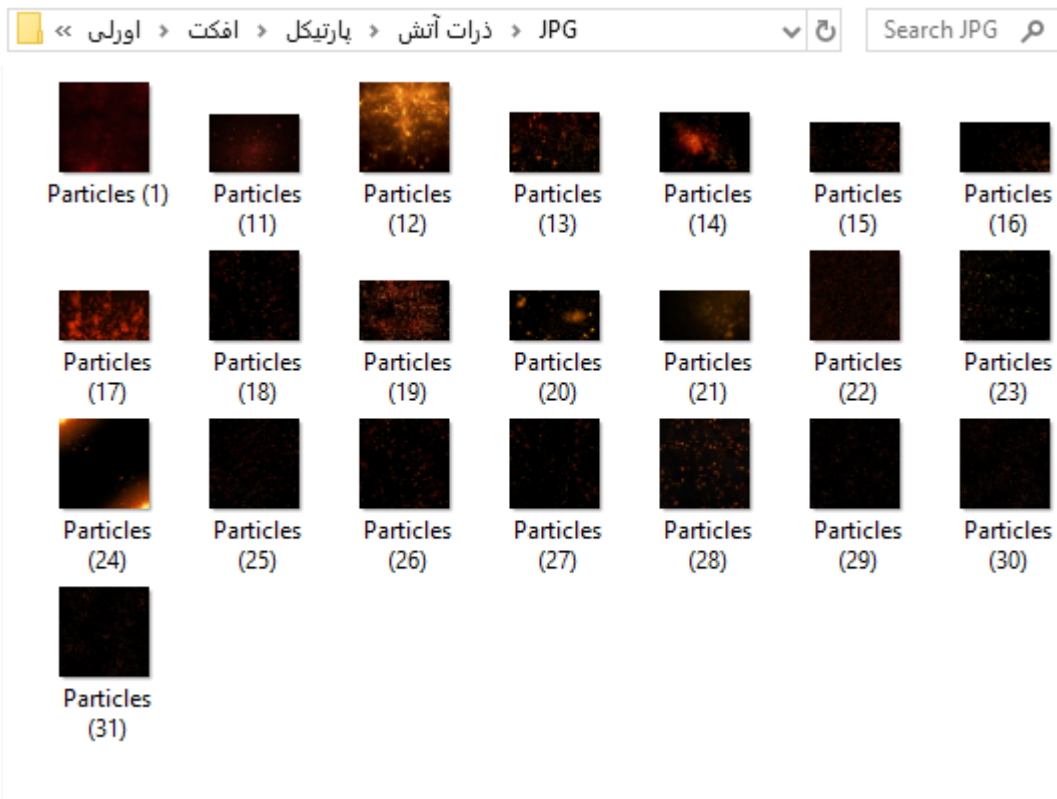 « اورلی › افکت › پارتیکل › ذرات آتش › JPG
Search JPG
Particles (1)
Particles
(11)
Particles
(12)
Particles
(13)
Particles
(14)
Particles
(15)
Particles
(16)
Particles
(17)
Particles
(18)
Particles
(19)
Particles
(20)
Particles
(21)
Particles
(22)
Particles
(23)
Particles
(24)
Particles
(25)
Particles
(26)
Particles
(27)
Particles
(28)
Particles
(29)
Particles
(30)
Particles
(31)